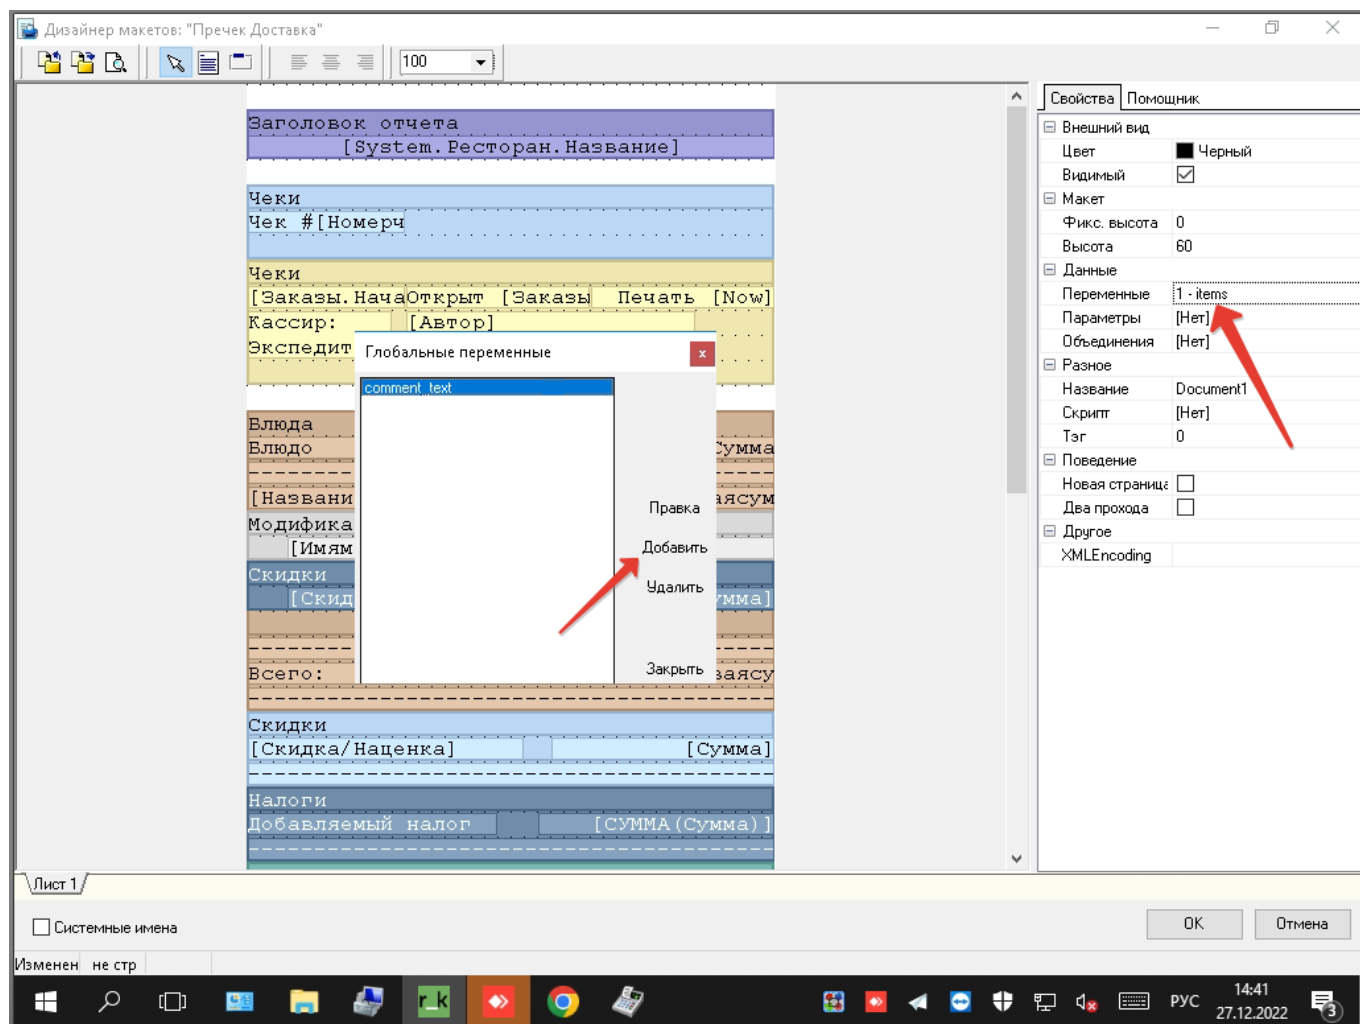 Дизайнер макетов: "Пречек Доставка"
100
Свойства Помощник
Заголовок отчета
[System.Ресторан.Название]
Чеки
Чек #[Номерч
Чеки
[Заказы.Нача Открыт [Заказы Печать [Now]
Кассир: [Автор]
Экспедит
Глобальные переменные
x
comment_text
Правка
Добавить
Удалить
Закрыть
Блюда
Блюдо
Сумма
[Названи
аясум
Модифика
[Имям
Скидки
[Скид
умма]
Всего:
ваясу
Скидки
[Скидка/Наценка] [Сумма]
Налоги
Добавляемый налог [СУММА(Сумма)]
Внешний вид
Цвет Черный
Видимый
Макет
Фикс. высота 0
Высота 60
Данные
Переменные 1 - items
Параметры [Нет]
Объединения [Нет]
Разное
Название Document1
Скрипт [Нет]
Тэг 0
Поведение
Новая страница
Два прохода
Другое
XMLEncoding
Лист 1
Системные имена
OK Отмена
Изменен не стр
r_k
РУС
14:41
27.12.2022
3